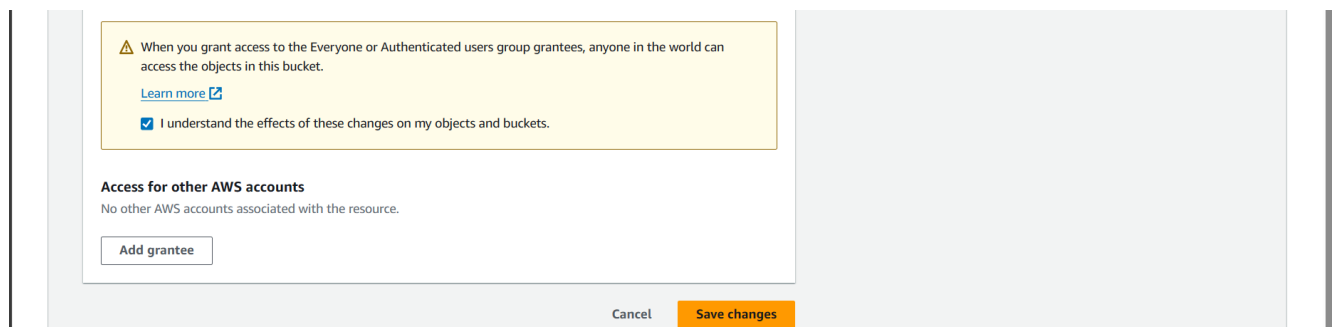 When you grant access to the Everyone or Authenticated users group grantees, anyone in the world can
access the objects in this bucket.
Learn more
I understand the effects of these changes on my objects and buckets.
Access for other AWS accounts
No other AWS accounts associated with the resource.
Add grantee
Cancel Save changes